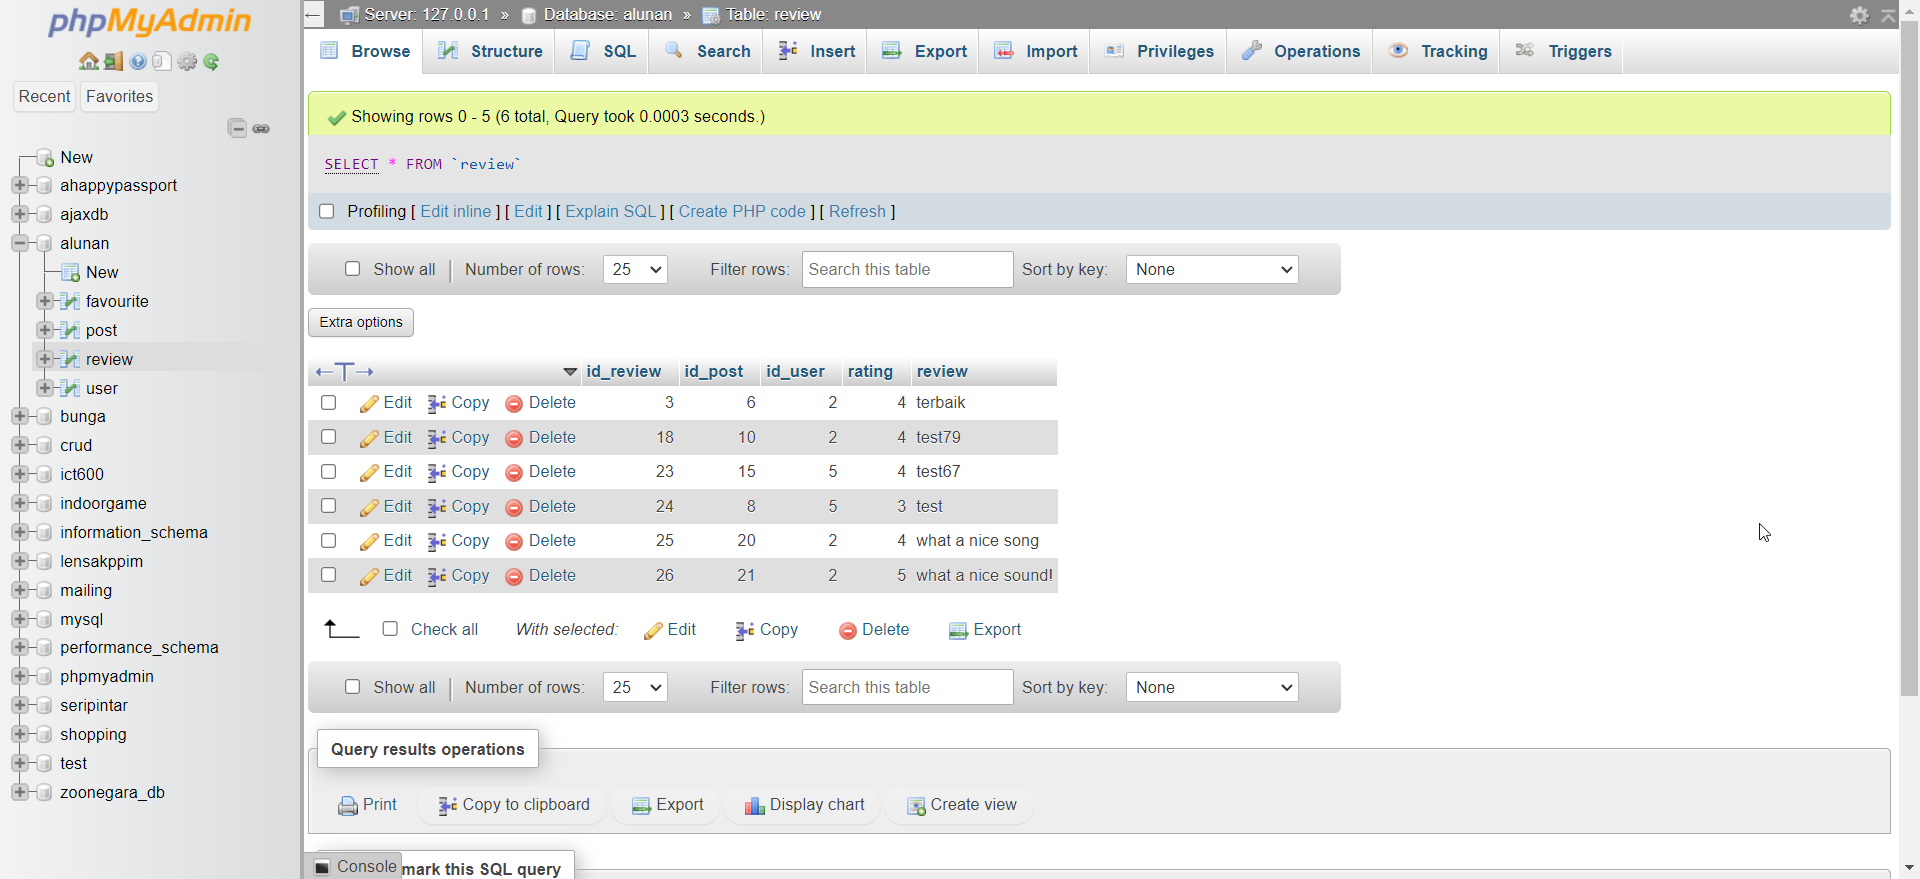 phpMyAdmin
Recent Favorites
New
ahappypassport
ajaxdb
alunan
New
favourite
post
review
user
bunga
crud
ict600
indoorgame
information_schema
lensakppim
mailing
mysql
performance_schema
phpmyadmin
seripintar
shopping
test
zoonegara_db
Server: 127.0.0.1 » Database: alunan » Table: review
Browse Structure SQL Search Insert Export Import Privileges Operations Tracking Triggers
Showing rows 0 - 5 (6 total, Query took 0.0003 seconds.)
SELECT * FROM `review`
Profiling [ Edit inline ] [ Edit ] [ Explain SQL ] [ Create PHP code ] [ Refresh ]
Show all Number of rows: 25 Filter rows: Search this table Sort by key: None
Extra options
←T→ id_review id_post id_user rating review
Edit Copy Delete 3 6 2 4 terbaik
Edit Copy Delete 18 10 2 4 test79
Edit Copy Delete 23 15 5 4 test67
Edit Copy Delete 24 8 5 3 test
Edit Copy Delete 25 20 2 4 what a nice song
Edit Copy Delete 26 21 2 5 what a nice sound!
Check all With selected: Edit Copy Delete Export
Show all Number of rows: 25 Filter rows: Search this table Sort by key: None
Query results operations
Print Copy to clipboard Export Display chart Create view
Console mark this SQL query